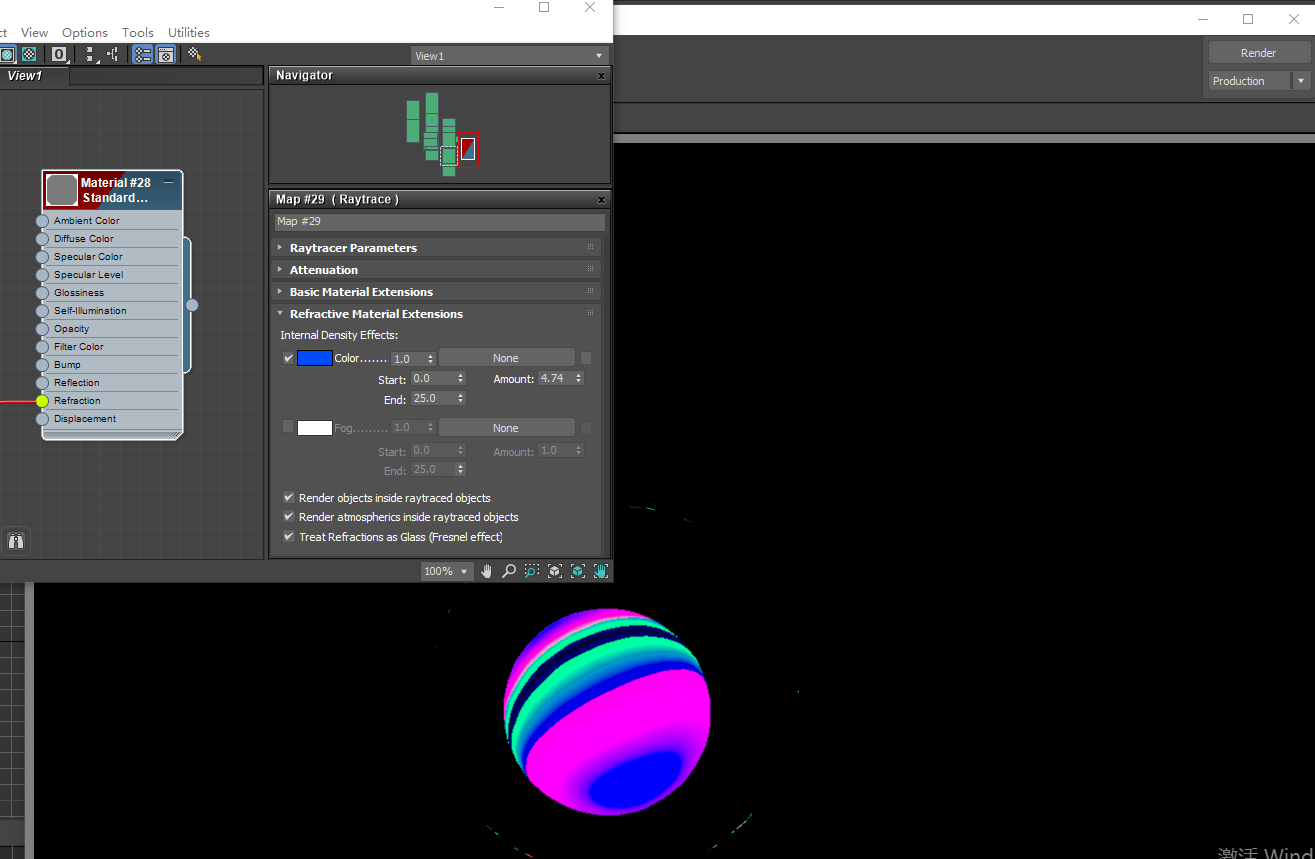 ct View Options Tools Utilities
0
View1
View1
Render
Production
Navigator
Material #28
Standard...
Ambient Color
Diffuse Color
Specular Color
Specular Level
Glossiness
Self-Illumination
Opacity
Filter Color
Bump
Reflection
Refraction
Displacement
Map #29 ( Raytrace )
Map #29
Raytracer Parameters
Attenuation
Basic Material Extensions
Refractive Material Extensions
Internal Density Effects:
Color....... 1.0 None
Start: 0.0 Amount: 4.74
End: 25.0
Fog......... 1.0 None
Start: 0.0 Amount: 1.0
End: 25.0
Render objects inside raytraced objects
Render atmospherics inside raytraced objects
Treat Refractions as Glass (Fresnel effect)
100%
激活 Wind